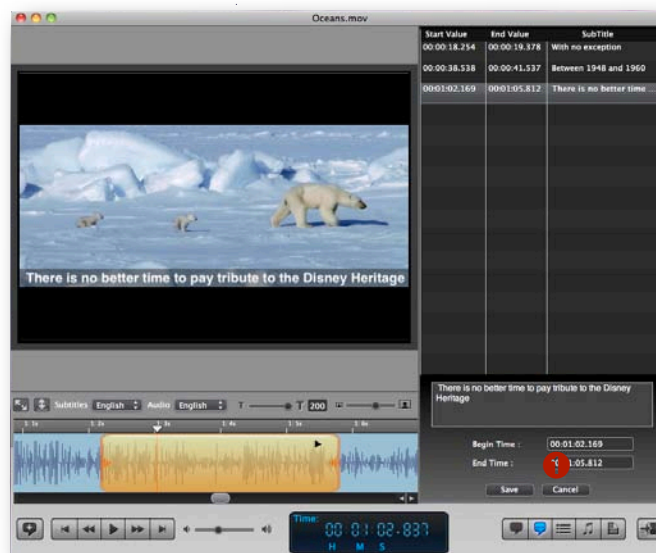 Oceans.mov
Start Value End Value SubTitle
00:00:18.254 00:00:19.378 With no exception
00:00:38.538 00:00:41.537 Between 1948 and 1960
00:01:02.169 00:01:05.812 There is no better time ...
There is no better time to pay tribute to the Disney Heritage
Subtitles English Audio English T T 200
There is no better time to pay tribute to the Disney
Heritage
Begin Time : 00:01:02.169
End Time : 1:05.812
Save Cancel
Time:
00 01 02 837
H M S